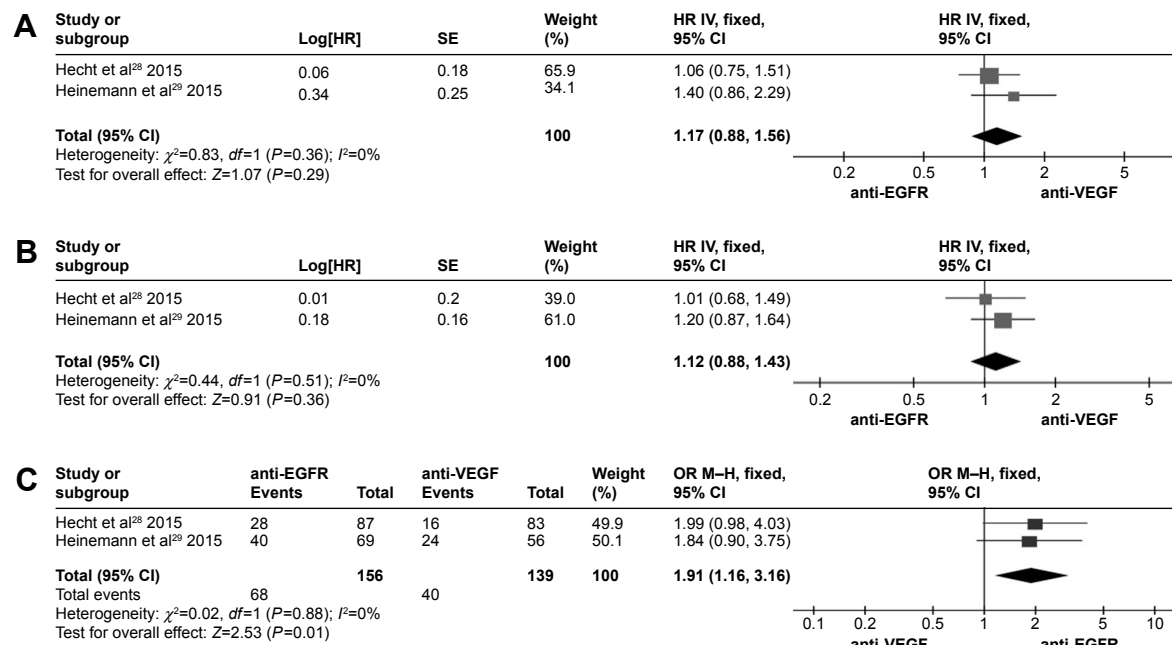 A
Study or subgroup Log[HR] SE Weight (%) HR IV, fixed, 95% CI HR IV, fixed, 95% CI
Hecht et al28 2015 0.06 0.18 65.9 1.06 (0.75, 1.51)
Heinemann et al29 2015 0.34 0.25 34.1 1.40 (0.86, 2.29)
Total (95% CI) 100 1.17 (0.88, 1.56)
Heterogeneity: χ2=0.83, df=1 (P=0.36); I2=0%
Test for overall effect: Z=1.07 (P=0.29)
0.2 0.5 1 2 5
anti-EGFR anti-VEGF
B
Study or subgroup Log[HR] SE Weight (%) HR IV, fixed, 95% CI HR IV, fixed, 95% CI
Hecht et al28 2015 0.01 0.2 39.0 1.01 (0.68, 1.49)
Heinemann et al29 2015 0.18 0.16 61.0 1.20 (0.87, 1.64)
Total (95% CI) 100 1.12 (0.88, 1.43)
Heterogeneity: χ2=0.44, df=1 (P=0.51); I2=0%
Test for overall effect: Z=0.91 (P=0.36)
0.2 0.5 1 2 5
anti-EGFR anti-VEGF
C
Study or subgroup anti-EGFR Events Total anti-VEGF Events Total Weight (%) OR M–H, fixed, 95% CI OR M–H, fixed, 95% CI
Hecht et al28 2015 28 87 16 83 49.9 1.99 (0.98, 4.03)
Heinemann et al29 2015 40 69 24 56 50.1 1.84 (0.90, 3.75)
Total (95% CI) 156 139 100 1.91 (1.16, 3.16)
Total events 68 40
Heterogeneity: χ2=0.02, df=1 (P=0.88); I2=0%
Test for overall effect: Z=2.53 (P=0.01)
0.1 0.2 0.5 1 2 5 10
anti-VEGF anti-EGFR